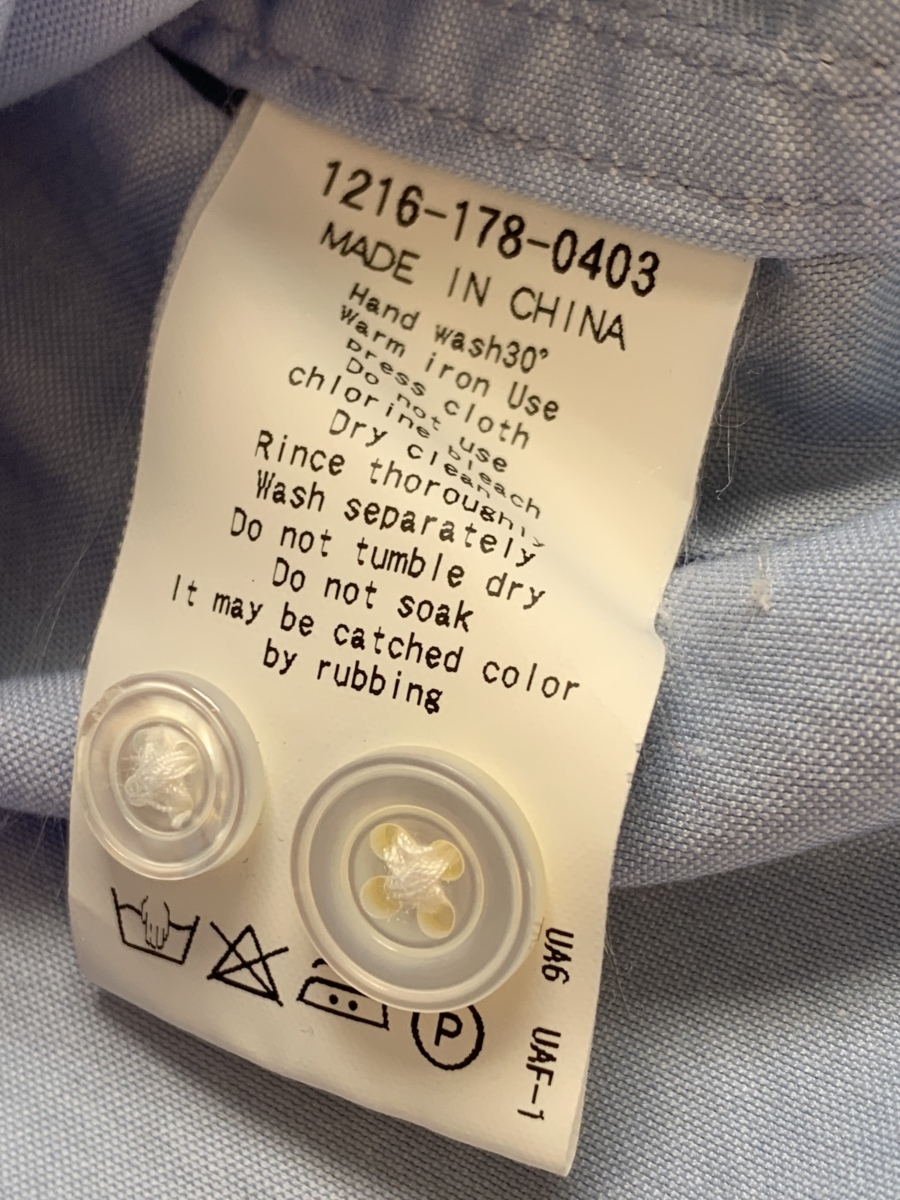 1216-178-0403
MADE IN CHINA
Hand wash30°
Warm iron Use
press cloth
Do not use
chlorine bleach
Dry cleanch
Rince thoroughly
Wash separately
Do not tumble dry
Do not soak
It may be catched color
by rubbing
P
UA6 UAF-1